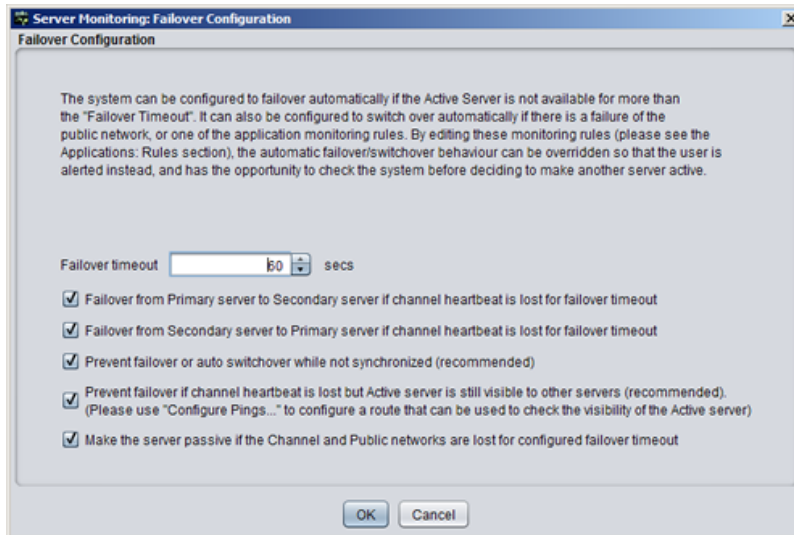 Server Monitoring: Failover Configuration
Failover Configuration
The system can be configured to failover automatically if the Active Server is not available for more than
the "Failover Timeout". It can also be configured to switch over automatically if there is a failure of the
public network, or one of the application monitoring rules. By editing these monitoring rules (please see the
Applications: Rules section), the automatic failover/switchover behaviour can be overridden so that the user is
alerted instead, and has the opportunity to check the system before deciding to make another server active.
Failover timeout 60 secs
Failover from Primary server to Secondary server if channel heartbeat is lost for failover timeout
Failover from Secondary server to Primary server if channel heartbeat is lost for failover timeout
Prevent failover or auto switchover while not synchronized (recommended)
Prevent failover if channel heartbeat is lost but Active server is still visible to other servers (recommended).
(Please use "Configure Pings..." to configure a route that can be used to check the visibility of the Active server)
Make the server passive if the Channel and Public networks are lost for configured failover timeout
OK Cancel